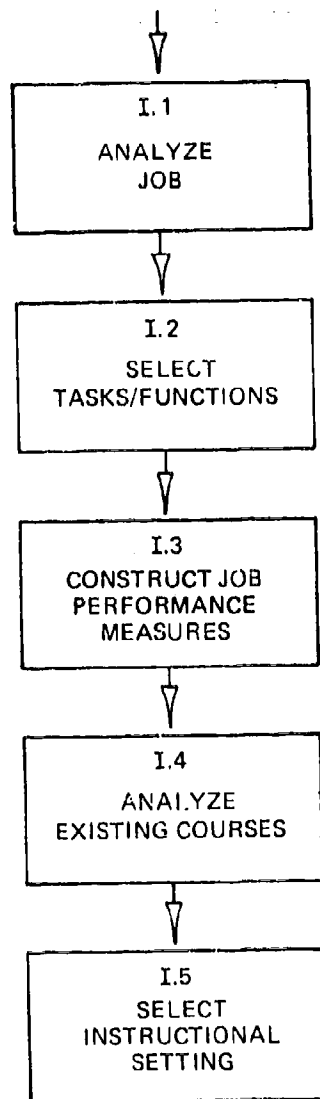 I.1
ANALYZE
JOB
I.2
SELECT
TASKS/FUNCTIONS
I.3
CONSTRUCT JOB
PERFORMANCE
MEASURES
I.4
ANALYZE
EXISTING COURSES
I.5
SELECT
INSTRUCTIONAL
SETTING